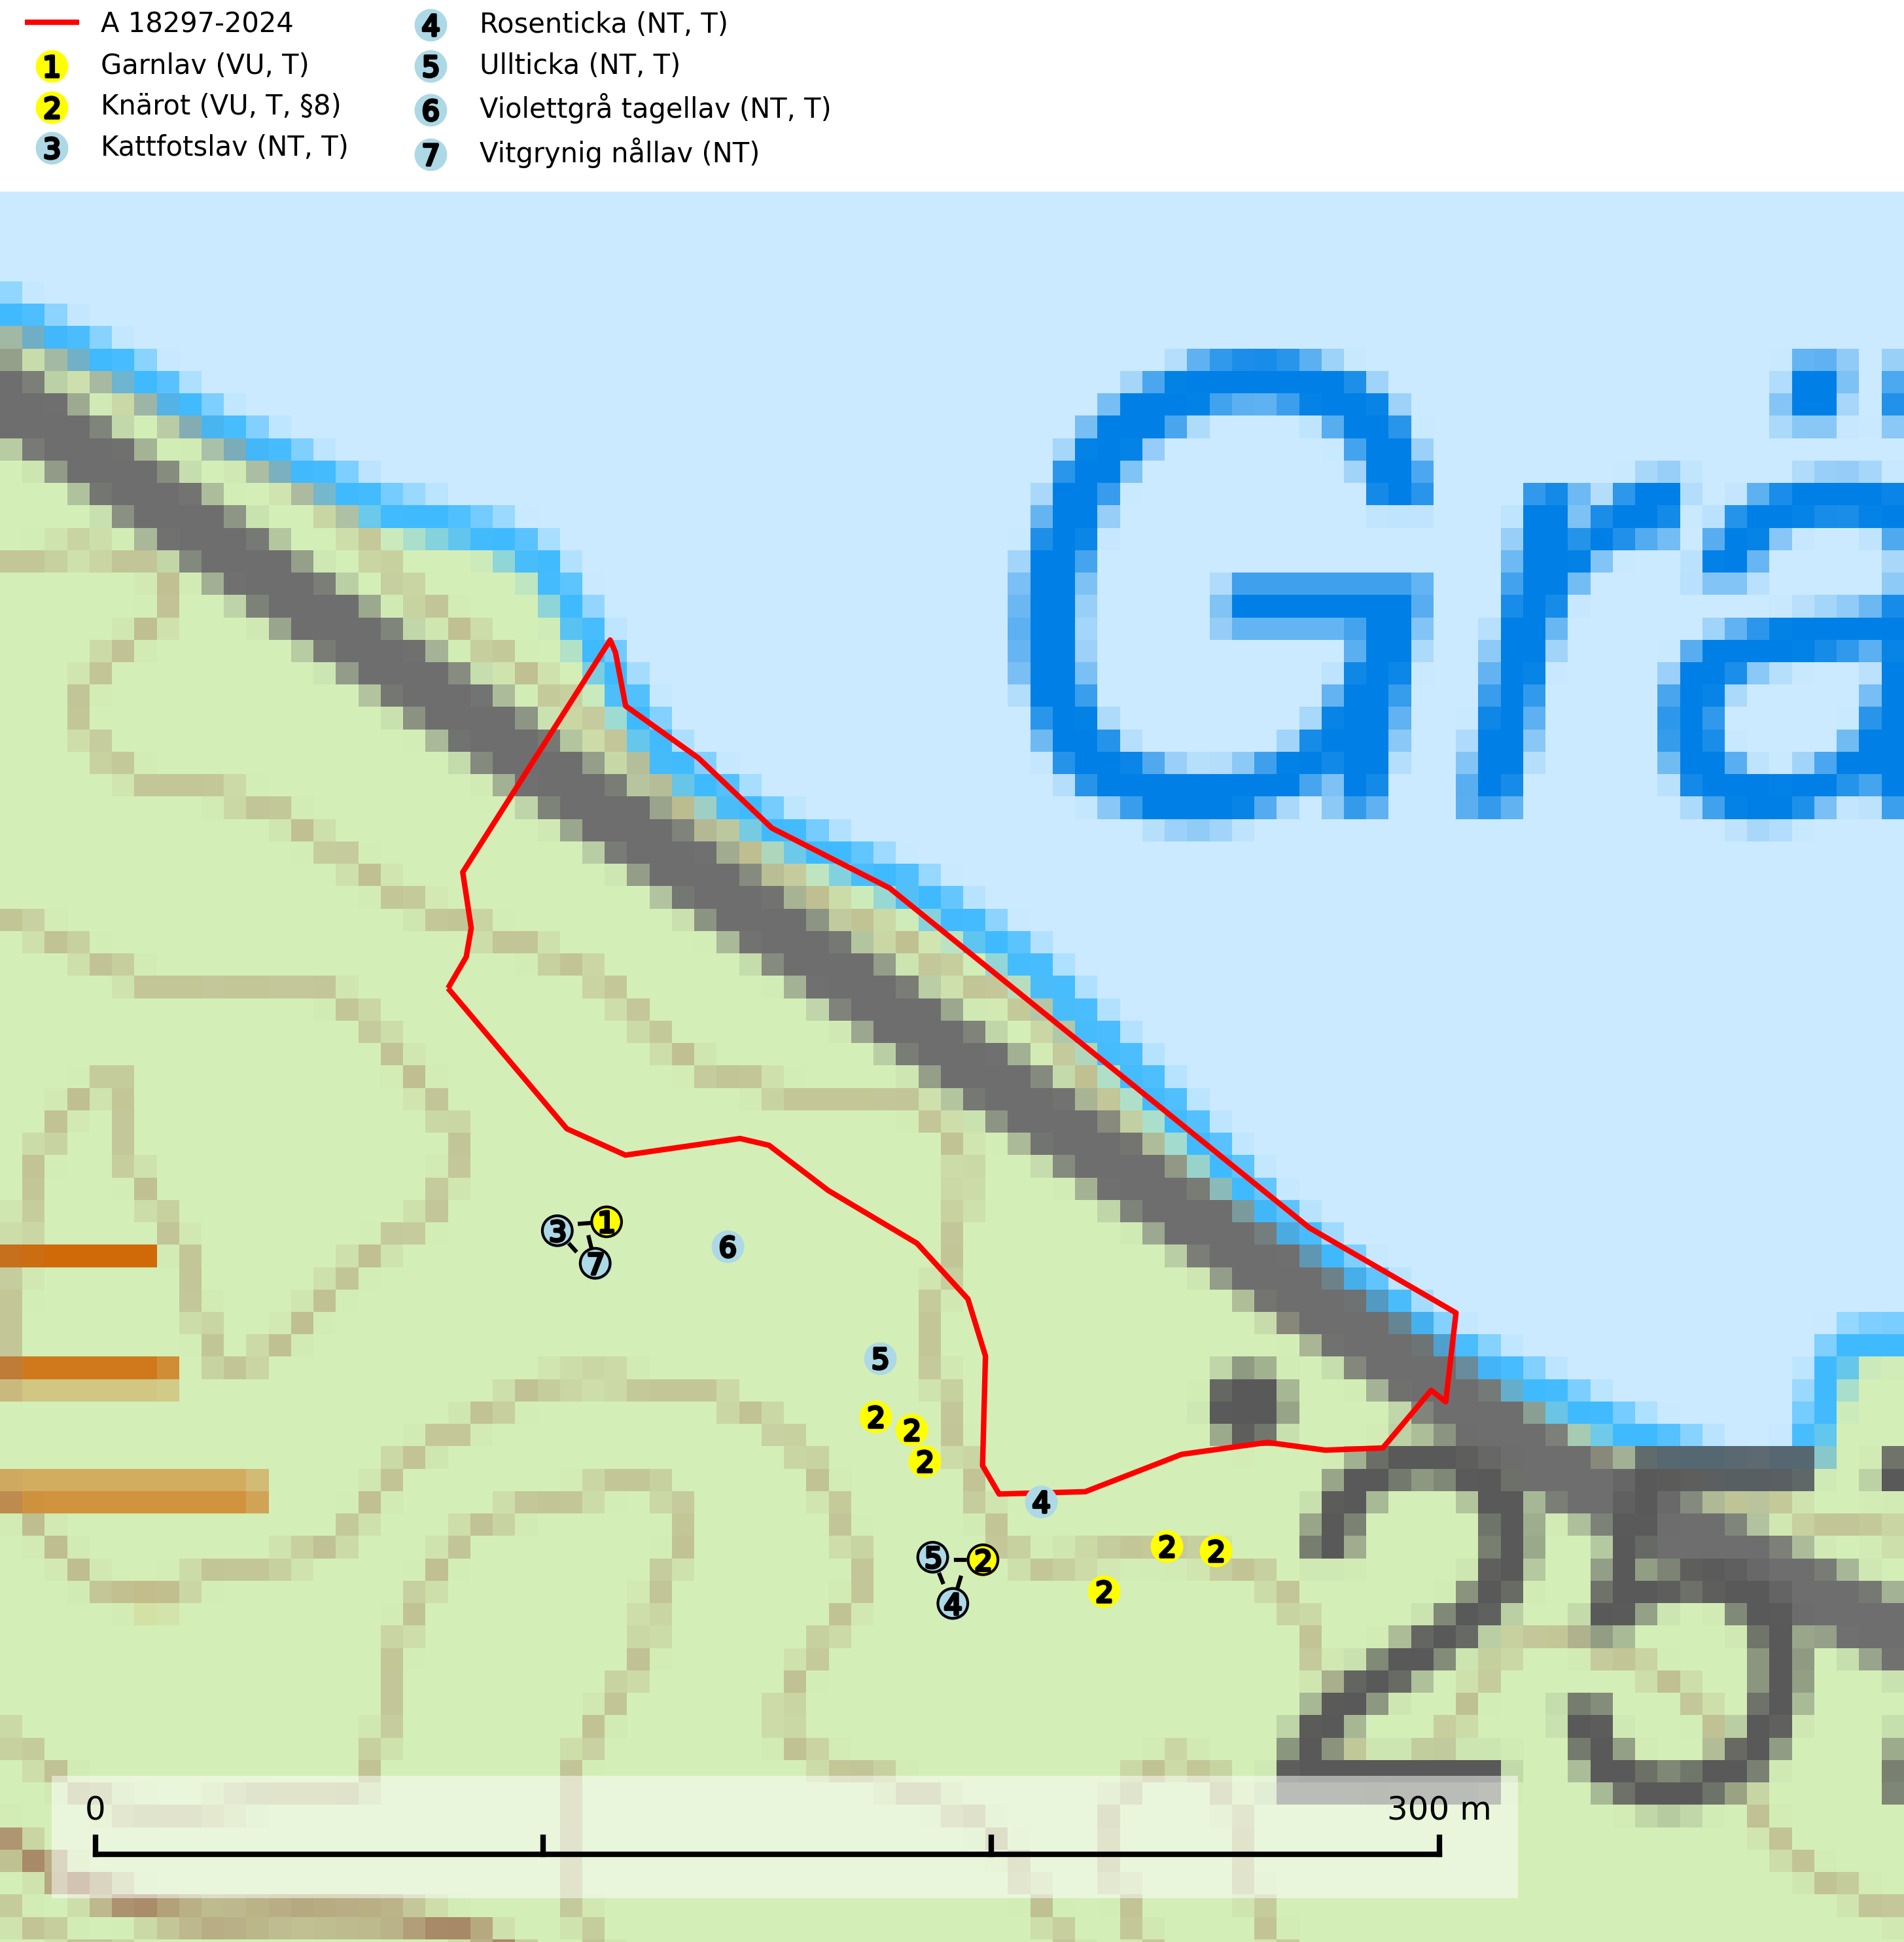 A 18297-2024
1 Garnlav (VU, T)
2 Knärot (VU, T, §8)
3 Kattfotslav (NT, T)
4 Rosenticka (NT, T)
5 Ullticka (NT, T)
6 Violettgrå tagellav (NT, T)
7 Vitgrynig nållav (NT)
Grä
3 1
7
6
5
2
2
2
4
5 2
4
2 2
2
0 300 m